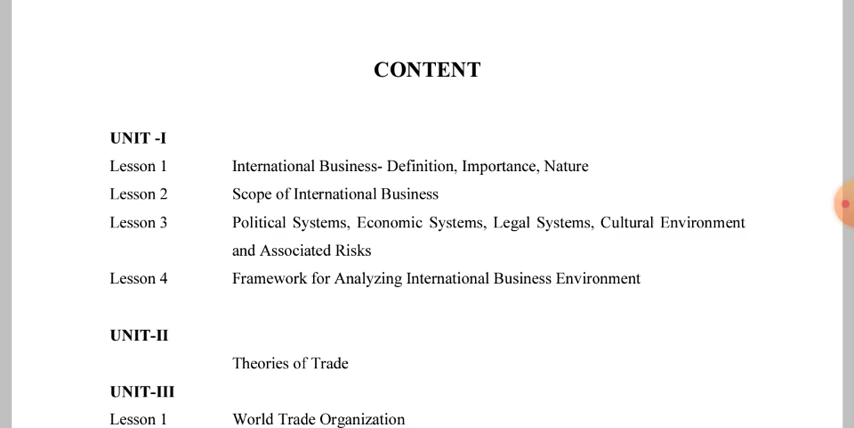 CONTENT
UNIT -I
Lesson 1 International Business- Definition, Importance, Nature
Lesson 2 Scope of International Business
Lesson 3 Political Systems, Economic Systems, Legal Systems, Cultural Environment
and Associated Risks
Lesson 4 Framework for Analyzing International Business Environment
UNIT-II
Theories of Trade
UNIT-III
Lesson 1 World Trade Organization